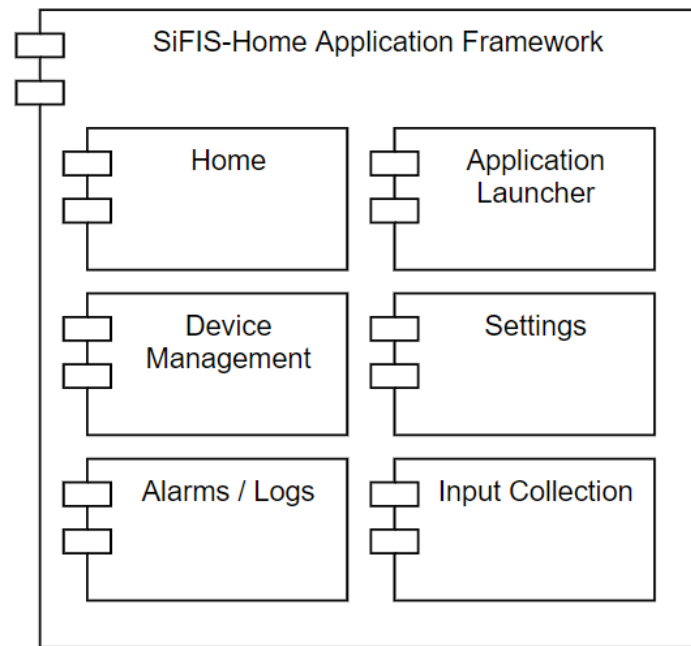 SiFIS-Home Application Framework
Home
Application
Launcher
Device
Management
Settings
Alarms / Logs
Input Collection